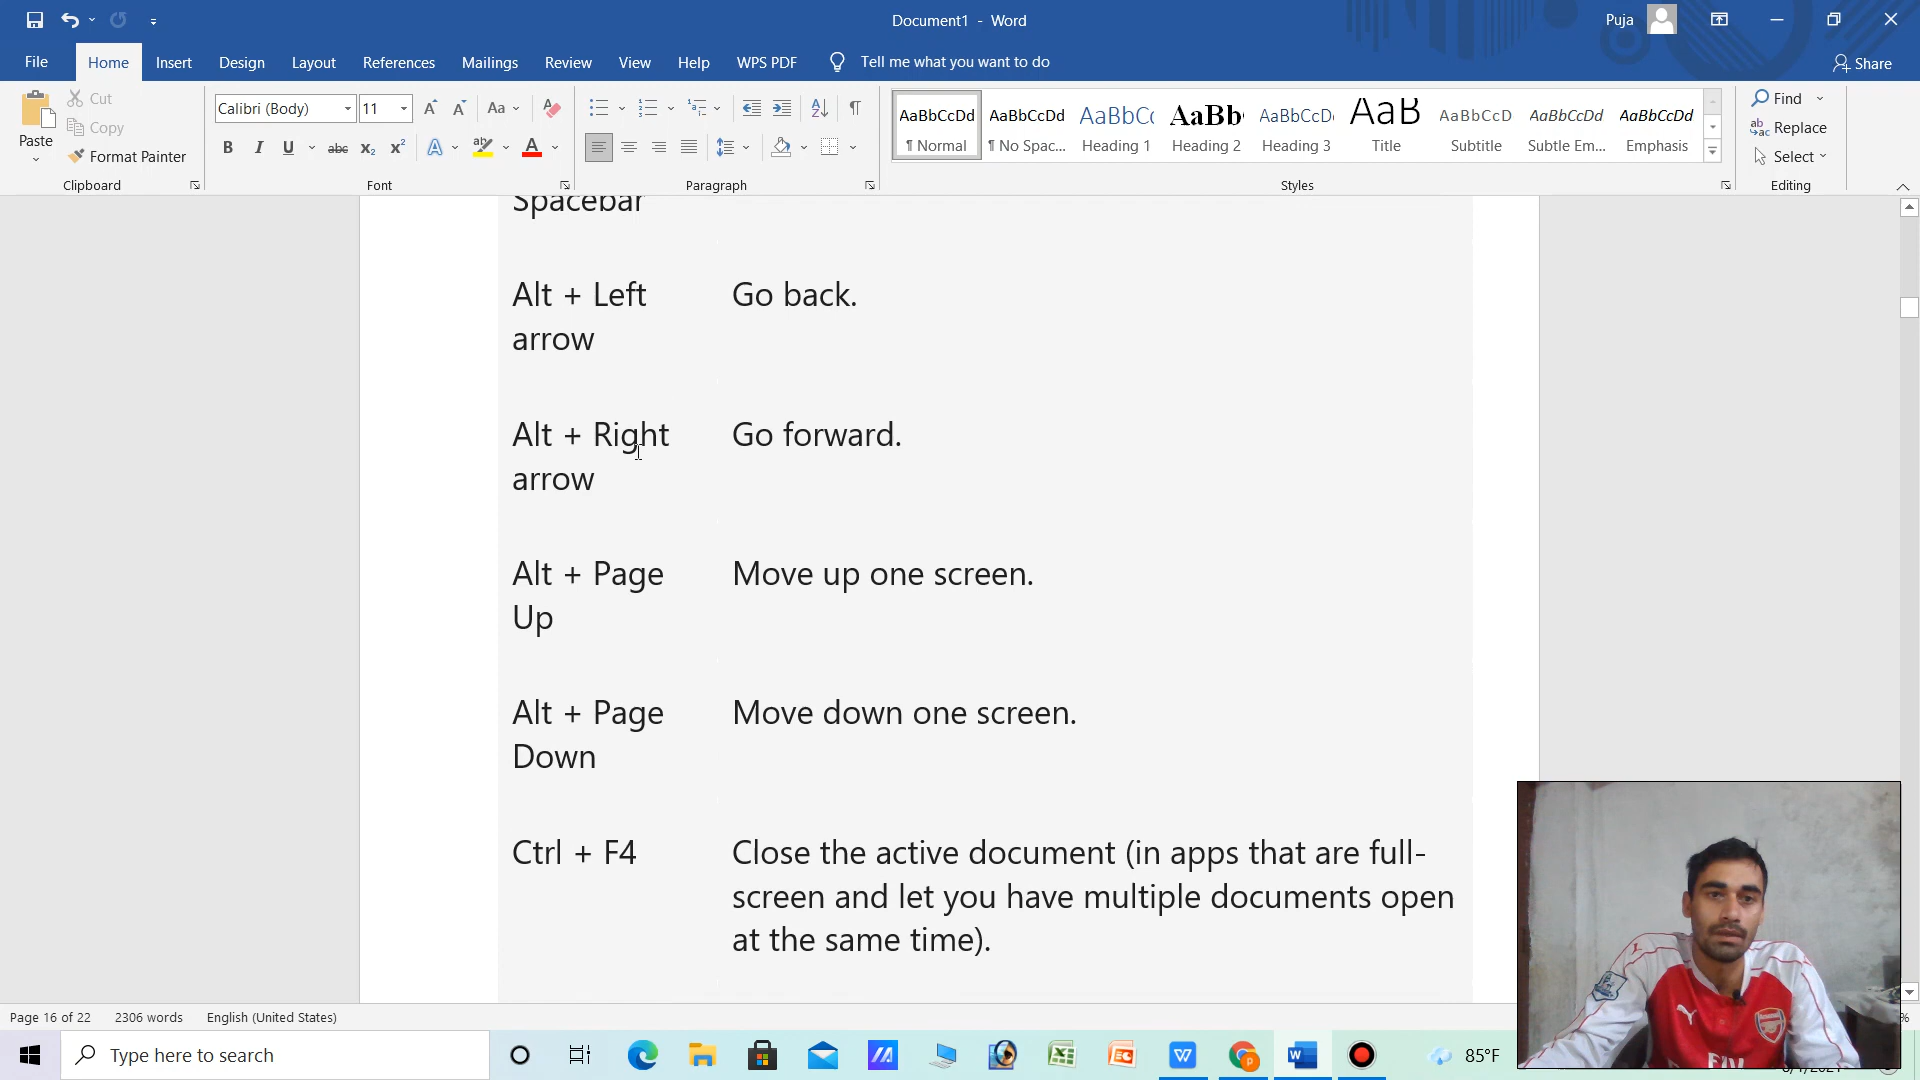 Document1 - Word
Puja
File Home Insert Design Layout References Mailings Review View Help WPS PDF Tell me what you want to do Share
Paste
Cut
Copy
Format Painter
Clipboard
Calibri (Body) 11
Font
Paragraph
AaBbCcDd AaBbCcDd AaBbCc AaBb AaBbCcD AaB AaBbCcD AaBbCcDd AaBbCcDd
¶ Normal ¶ No Spac... Heading 1 Heading 2 Heading 3 Title Subtitle Subtle Em... Emphasis
Styles
Find
Replace
Select
Editing
Spacebar
Alt + Left arrow
Go back.
Alt + Right arrow
Go forward.
Alt + Page Up
Move up one screen.
Alt + Page Down
Move down one screen.
Ctrl + F4
Close the active document (in apps that are full-
screen and let you have multiple documents open
at the same time).
Page 16 of 22 2306 words English (United States)
Type here to search
85°F